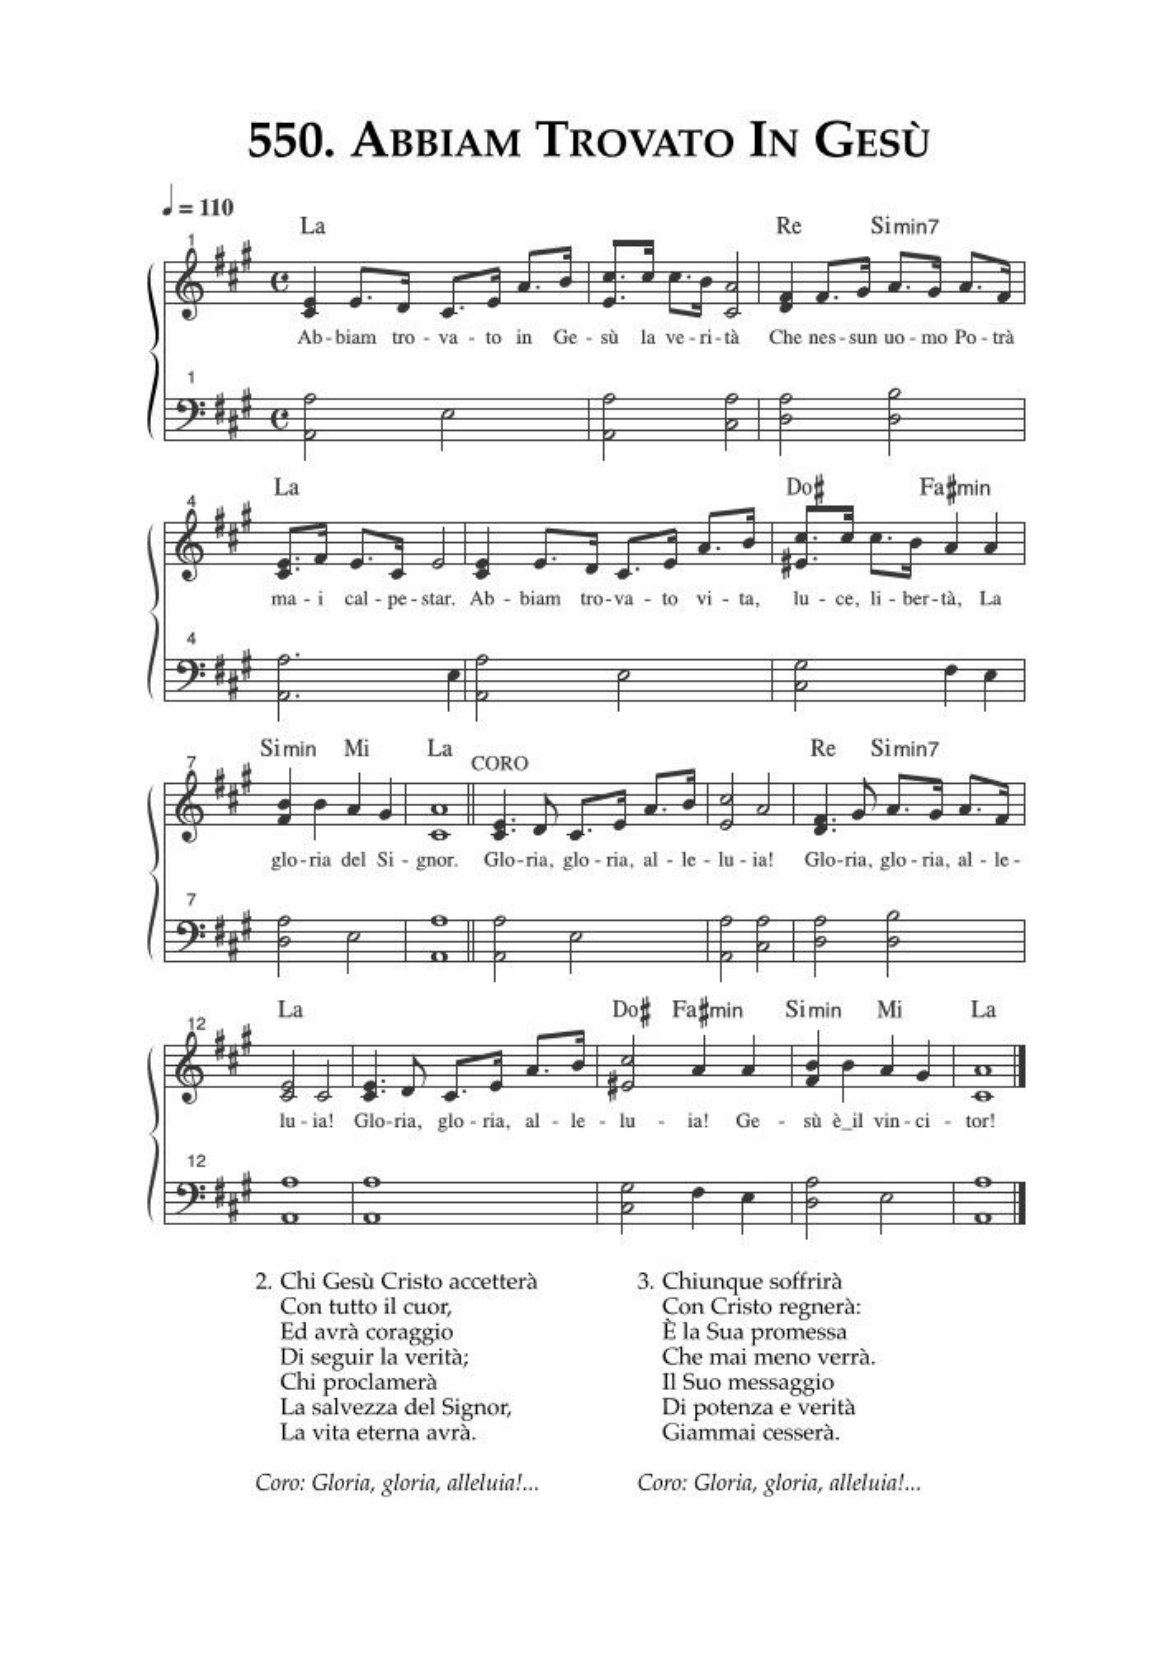 550. ABBIAM TROVATO IN GESÙ
♩ = 110
La Re Simin7
1
Ab-biam tro - va - to in Ge - sù la ve-ri-tà Che nes-sun uo-mo Po-trà
1
La Do♯ Fa♯min
4
ma - i cal-pe-star. Ab - biam tro-va - to vi - ta, lu - ce, li - ber-tà, La
4
Simin Mi La CORO Re Simin7
7
glo-ria del Si - gnor. Glo-ria, glo-ria, al - le - lu - ia! Glo-ria, glo-ria, al - le -
7
La Do♯ Fa♯min Simin Mi La
12
lu - ia! Glo-ria, glo - ria, al - le - lu - ia! Ge - sù è_il vin-ci - tor!
12
2. Chi Gesù Cristo accetterà
Con tutto il cuor,
Ed avrà coraggio
Di seguir la verità;
Chi proclamerà
La salvezza del Signor,
La vita eterna avrà.
Coro: Gloria, gloria, alleluia!...
3. Chiunque soffrirà
Con Cristo regnerà:
È la Sua promessa
Che mai meno verrà.
Il Suo messaggio
Di potenza e verità
Giammai cesserà.
Coro: Gloria, gloria, alleluia!...